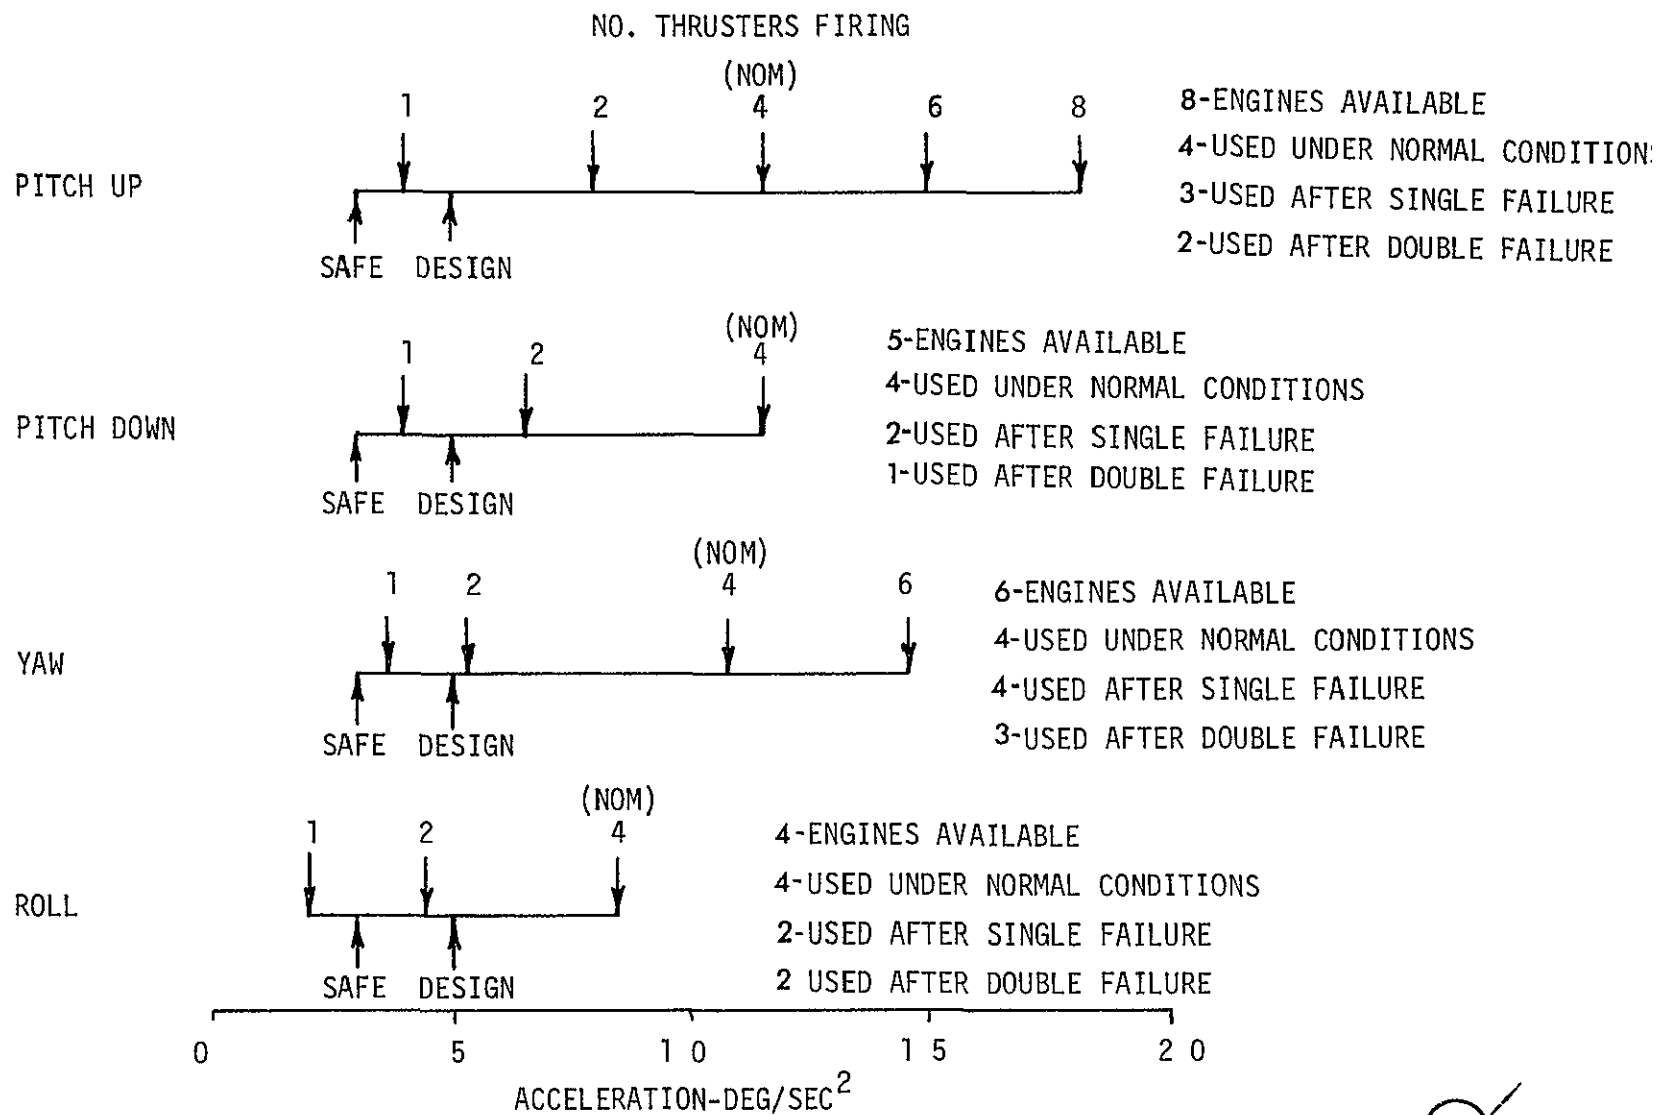 NO. THRUSTERS FIRING
(NOM)
1 2 4 6 8
PITCH UP
SAFE DESIGN
8-ENGINES AVAILABLE
4-USED UNDER NORMAL CONDITIONS
3-USED AFTER SINGLE FAILURE
2-USED AFTER DOUBLE FAILURE
(NOM)
1 2 4
PITCH DOWN
SAFE DESIGN
5-ENGINES AVAILABLE
4-USED UNDER NORMAL CONDITIONS
2-USED AFTER SINGLE FAILURE
1-USED AFTER DOUBLE FAILURE
(NOM)
1 2 4 6
YAW
SAFE DESIGN
6-ENGINES AVAILABLE
4-USED UNDER NORMAL CONDITIONS
4-USED AFTER SINGLE FAILURE
3-USED AFTER DOUBLE FAILURE
(NOM)
1 2 4
ROLL
SAFE DESIGN
4-ENGINES AVAILABLE
4-USED UNDER NORMAL CONDITIONS
2-USED AFTER SINGLE FAILURE
2 USED AFTER DOUBLE FAILURE
0 5 10 15 20
ACCELERATION-DEG/SEC²